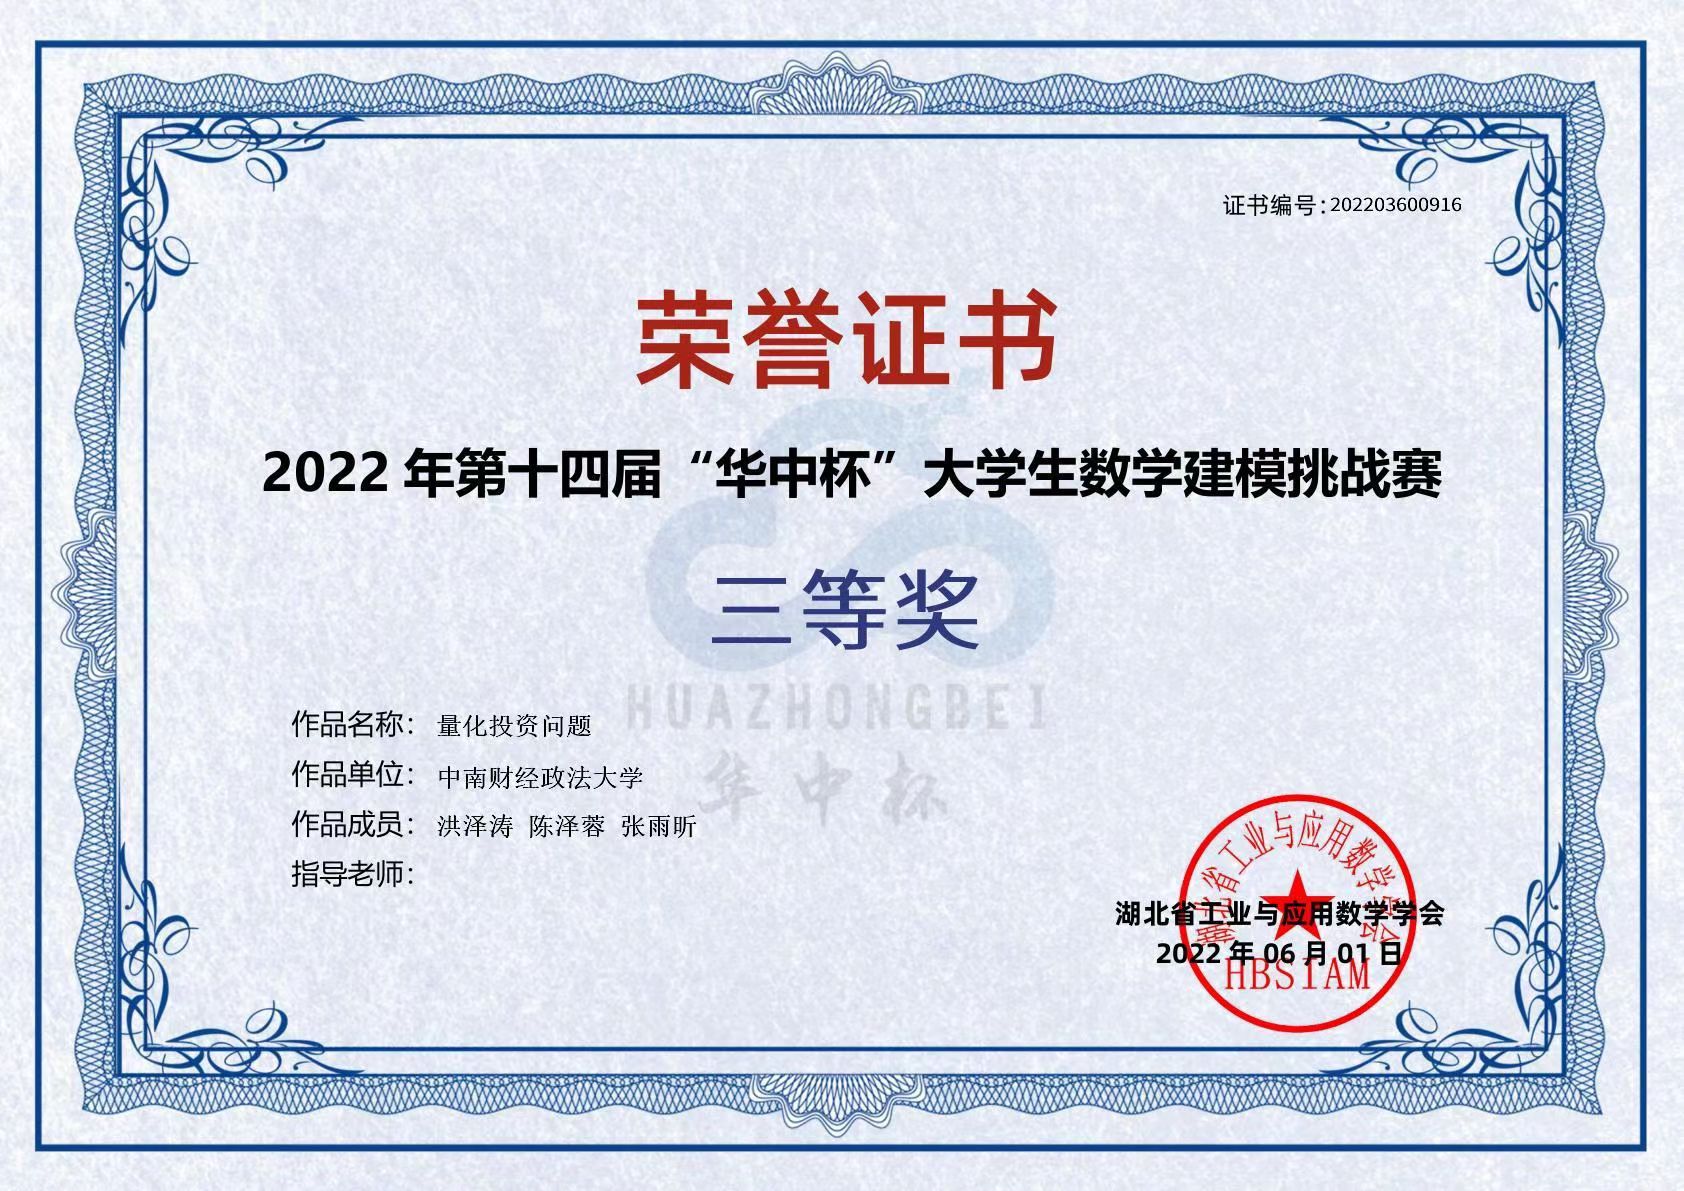 证书编号:202203600916
荣誉证书
2022 年第十四届“华中杯”大学生数学建模挑战赛
三等奖
HUAZHONGBEI
华中杯
作品名称： 量化投资问题
作品单位： 中南财经政法大学
作品成员： 洪泽涛 陈泽蓉 张雨昕
指导老师：
湖北省工业与应用数学学会
湖北省工业与应用数学学会
2022 年 06 月 01 日
HBSIAM